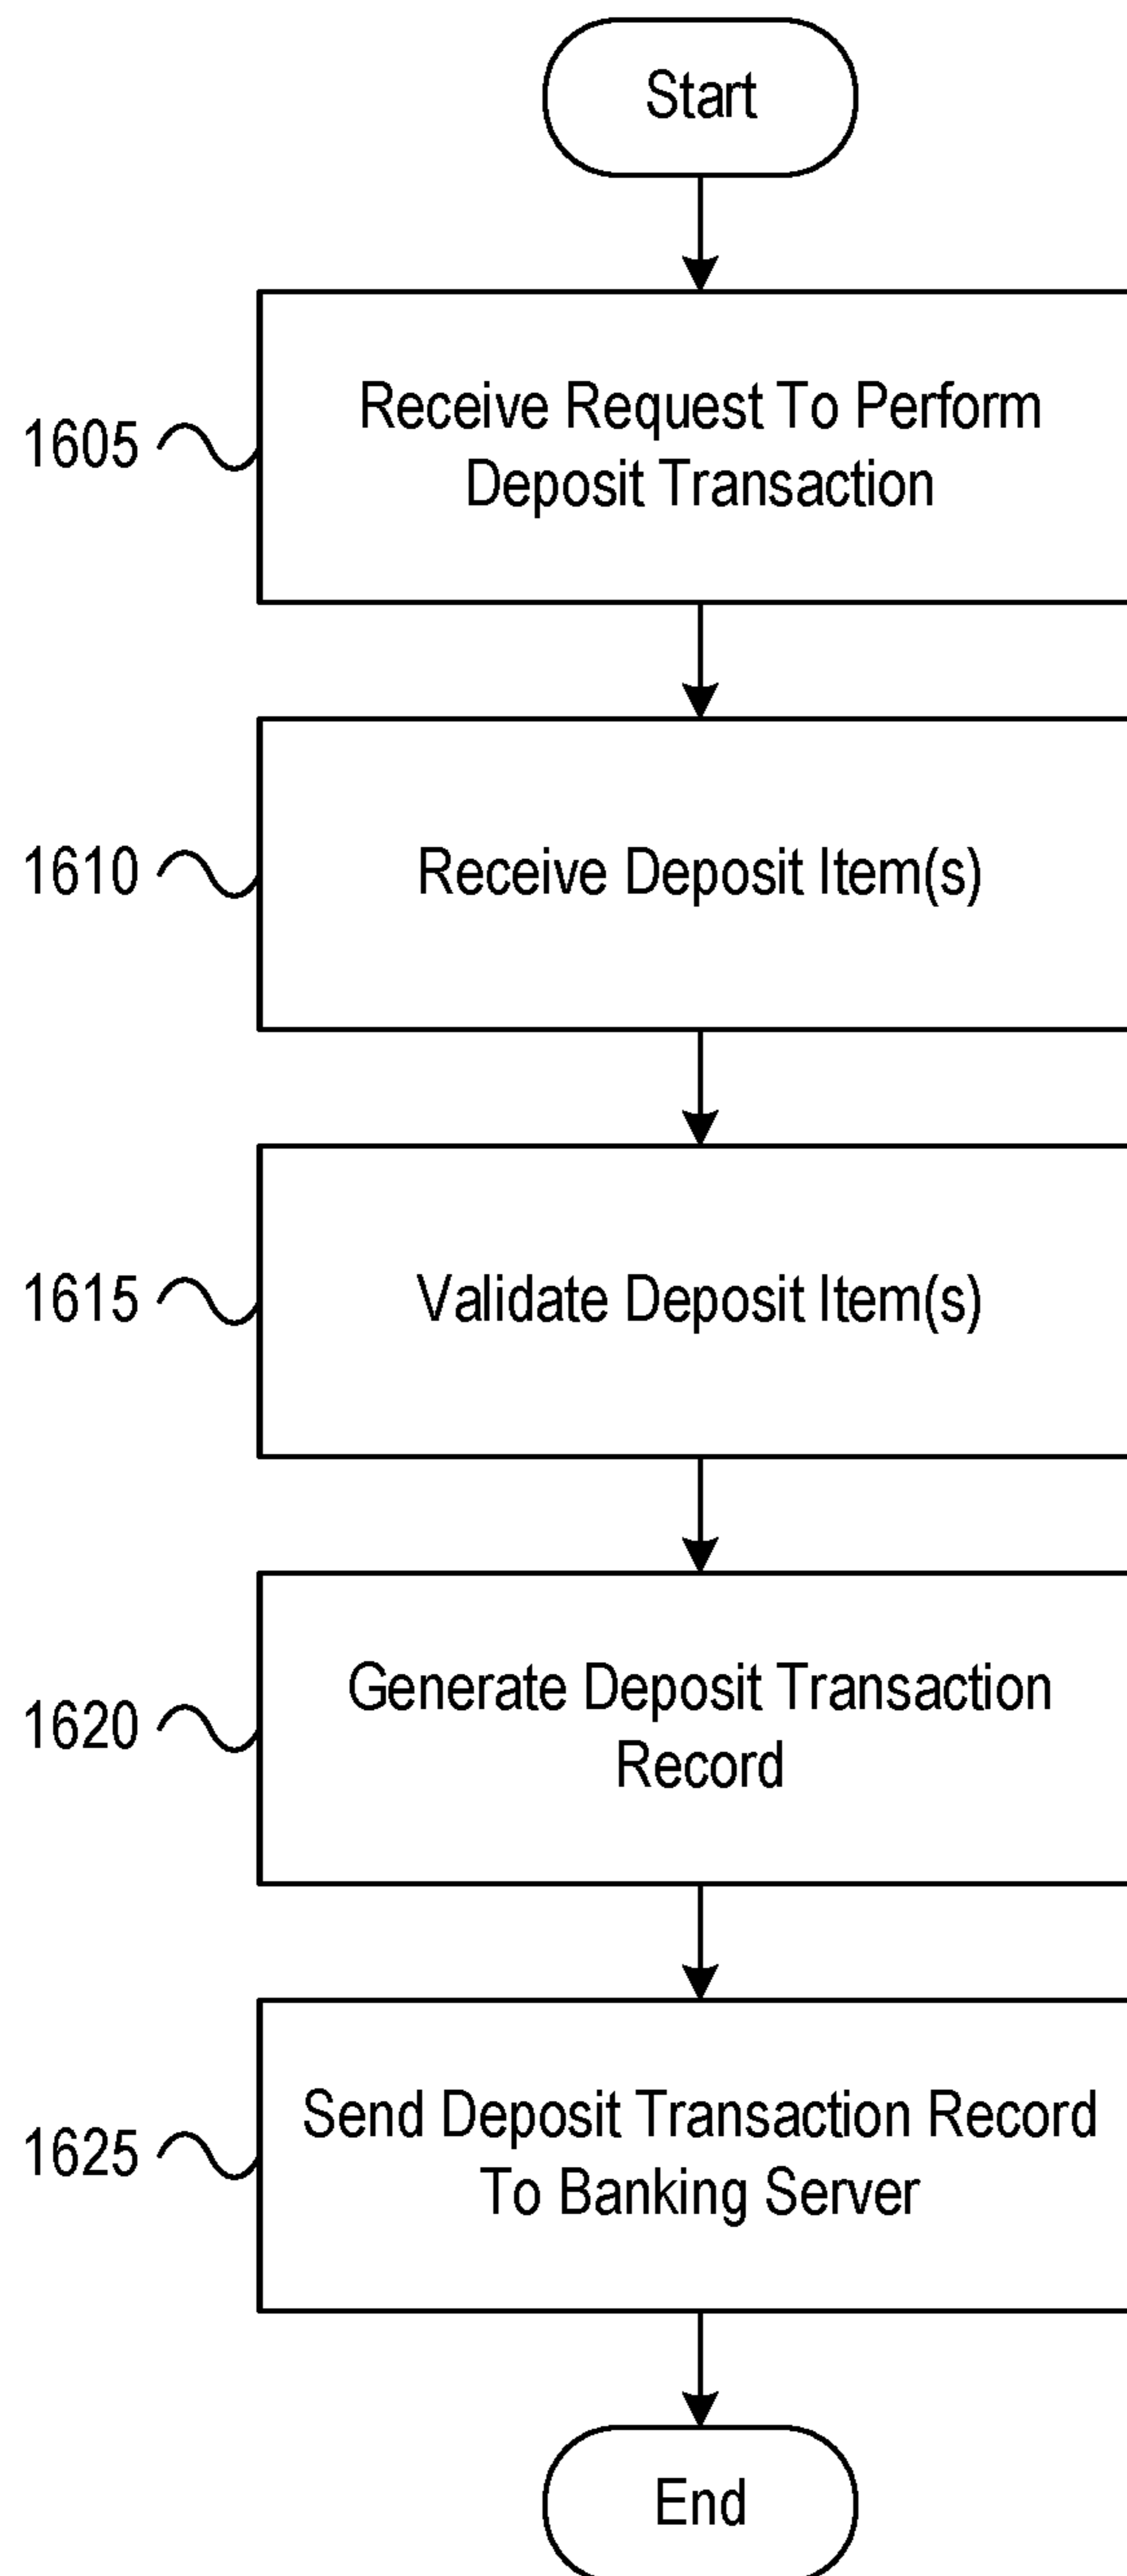 Start
1605
Receive Request To Perform
Deposit Transaction
1610
Receive Deposit Item(s)
1615
Validate Deposit Item(s)
1620
Generate Deposit Transaction
Record
1625
Send Deposit Transaction Record
To Banking Server
End